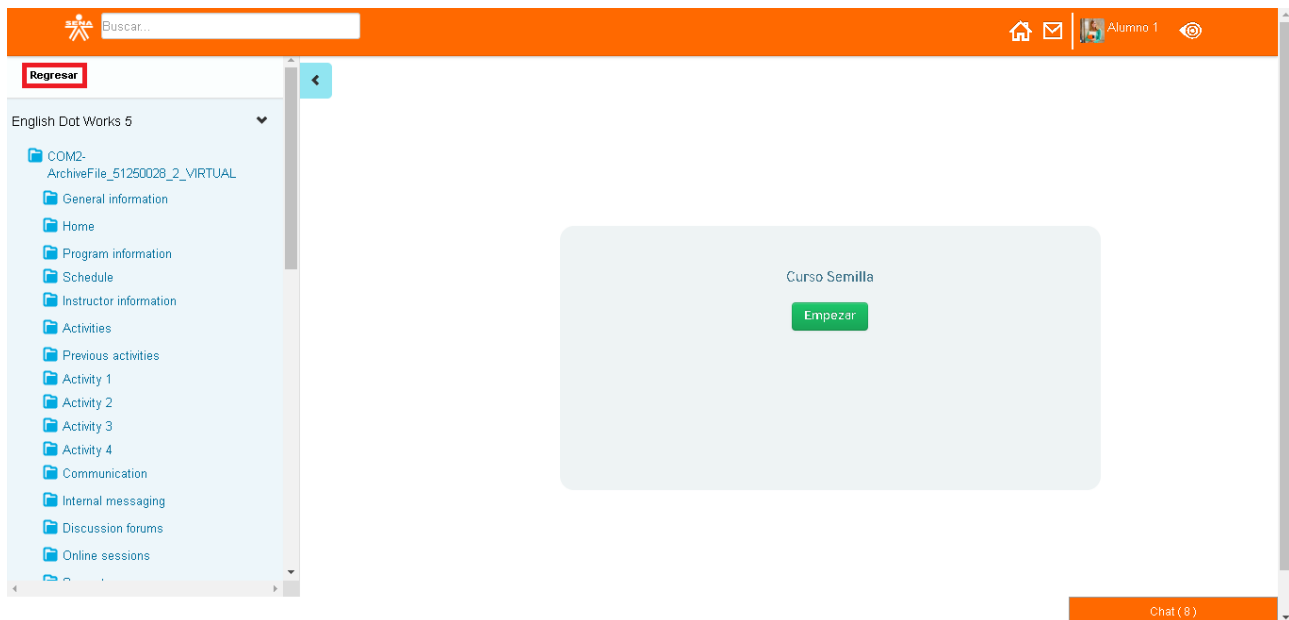 SENA
Buscar...
Alumno 1
Regresar
English Dot Works 5
COM2-
ArchiveFile_51250028_2_VIRTUAL
General information
Home
Program information
Schedule
Instructor information
Activities
Previous activities
Activity 1
Activity 2
Activity 3
Activity 4
Communication
Internal messaging
Discussion forums
Online sessions
Curso Semilla
Empezar
Chat ( 8 )